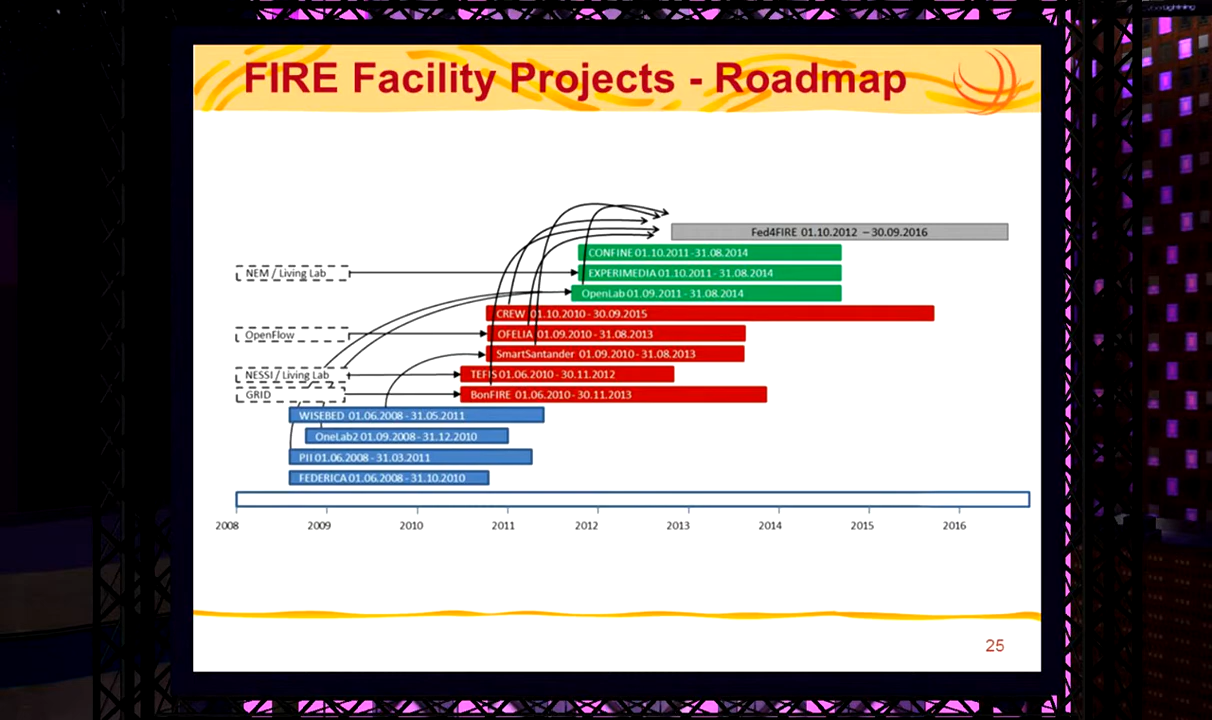 FIRE Facility Projects - Roadmap
Fed4FIRE 01.10.2012 – 30.09.2016
CONFINE 01.10.2011 - 31.08.2014
NEM / Living Lab
EXPERIMEDIA 01.10.2011 - 31.08.2014
OpenLab 01.09.2011 - 31.08.2014
CREW 01.10.2010 - 30.09.2015
OpenFlow
OFELIA 01.09.2010 - 31.08.2013
SmartSantander 01.09.2010 - 31.08.2013
NESSI / Living Lab
TEFIS 01.06.2010 - 30.11.2012
GRID
BonFIRE 01.06.2010 - 30.11.2013
WISEBED 01.06.2008 - 31.05.2011
OneLab2 01.09.2008 - 31.12.2010
PII 01.06.2008 - 31.03.2011
FEDERICA 01.06.2008 - 31.10.2010
2008 2009 2010 2011 2012 2013 2014 2015 2016
25